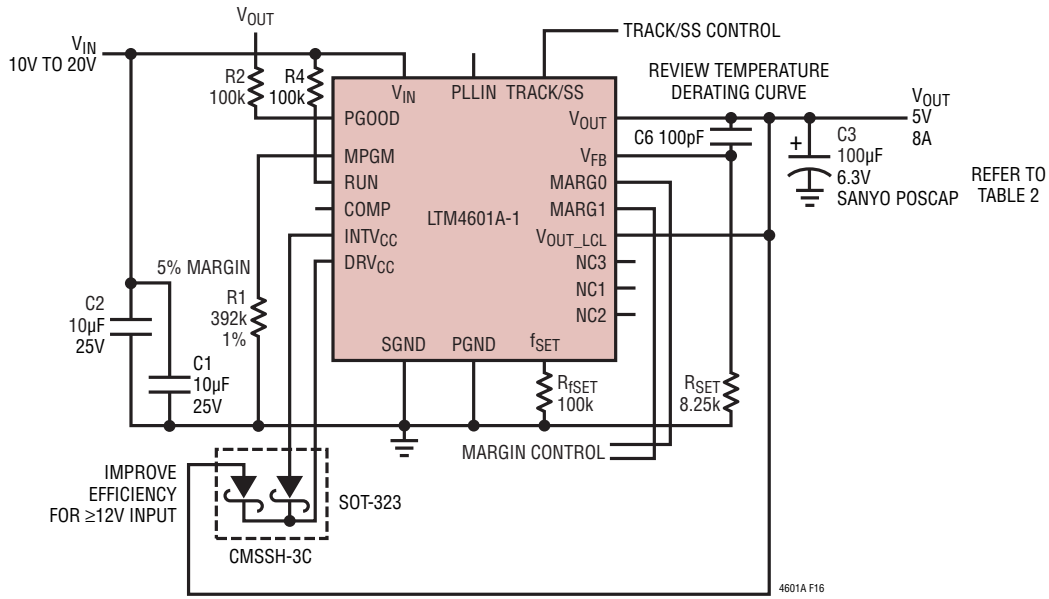 VOUT
VIN
10V TO 20V
R2
100k
R4
100k
TRACK/SS CONTROL
REVIEW TEMPERATURE
DERATING CURVE
VIN
PLLIN
TRACK/SS
PGOOD
MPGM
RUN
COMP
INTVCC
DRVCC
LTM4601A-1
VOUT
VFB
MARG0
MARG1
VOUT_LCL
NC3
NC1
NC2
SGND
PGND
fSET
C6 100pF
VOUT
5V
8A
+
C3
100µF
6.3V
SANYO POSCAP
REFER TO
TABLE 2
5% MARGIN
R1
392k
1%
C2
10µF
25V
C1
10µF
25V
RfSET
100k
RSET
8.25k
MARGIN CONTROL
IMPROVE
EFFICIENCY
FOR ≥12V INPUT
SOT-323
CMSSH-3C
4601A F16